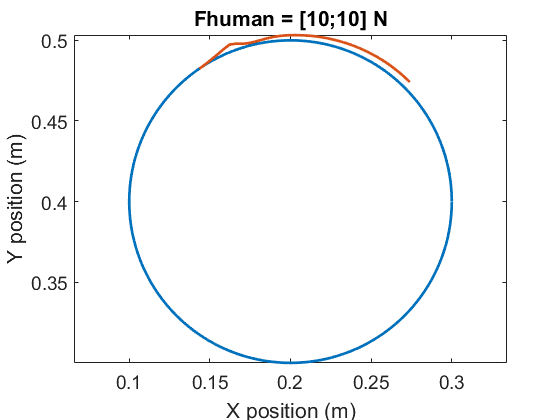 Fhuman = [10;10] N
0.5
0.45
0.4
0.35
Y position (m)
0.1 0.15 0.2 0.25 0.3
X position (m)